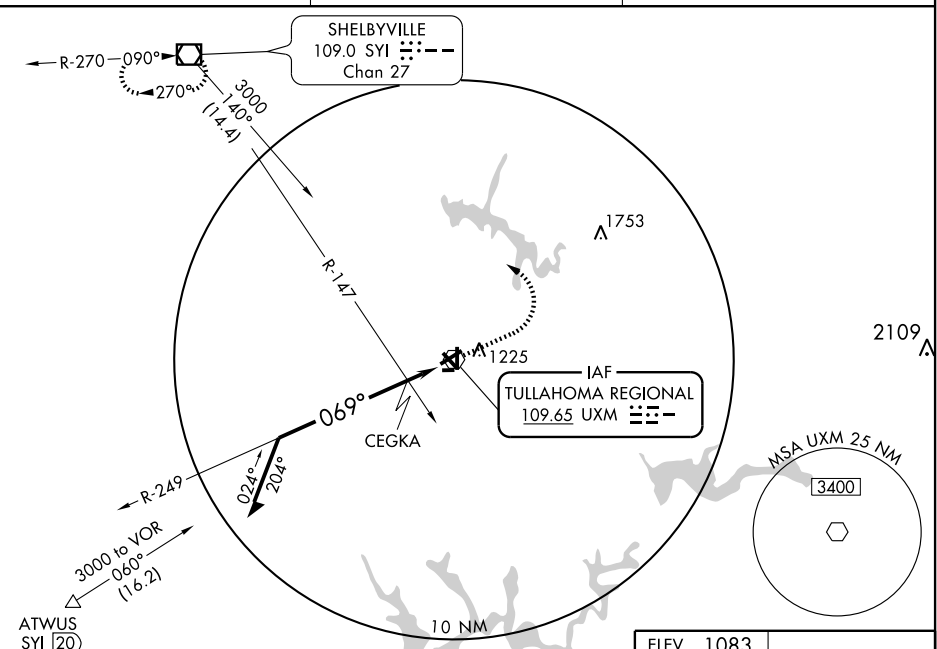 SHELBYVILLE
109.0 SYI
Chan 27
R-270
090°
270°
3000
140°
(14.4)
1753
R-147
2109
1225
IAF
TULLAHOMA REGIONAL
109.65 UXM
069°
CEGKA
MSA UXM 25 NM
3400
R-249
024°
204°
3000 to VOR
060°
(16.2)
ATWUS
SYI 20
10 NM
ELEV 1083